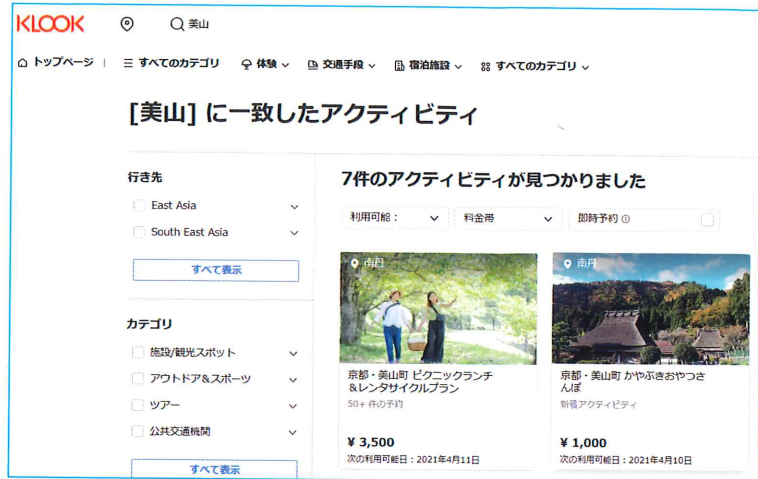 KLOOK
美山
トップページ
すべてのカテゴリ
体験
交通手段
宿泊施設
すべてのカテゴリ
[美山] に一致したアクティビティ
行き先
East Asia
South East Asia
すべて表示
カテゴリ
施設/観光スポット
アウトドア&スポーツ
ツアー
公共交通機関
すべて表示
7件のアクティビティが見つかりました
利用可能：
料金帯
即時予約
南丹
京都・美山町 ピクニックランチ
&レンタサイクルプラン
50+ 件の予約
¥ 3,500
次の利用可能日：2021年4月11日
南丹
京都・美山町 かやぶきおやつさ
んぽ
新着アクティビティ
¥ 1,000
次の利用可能日：2021年4月10日